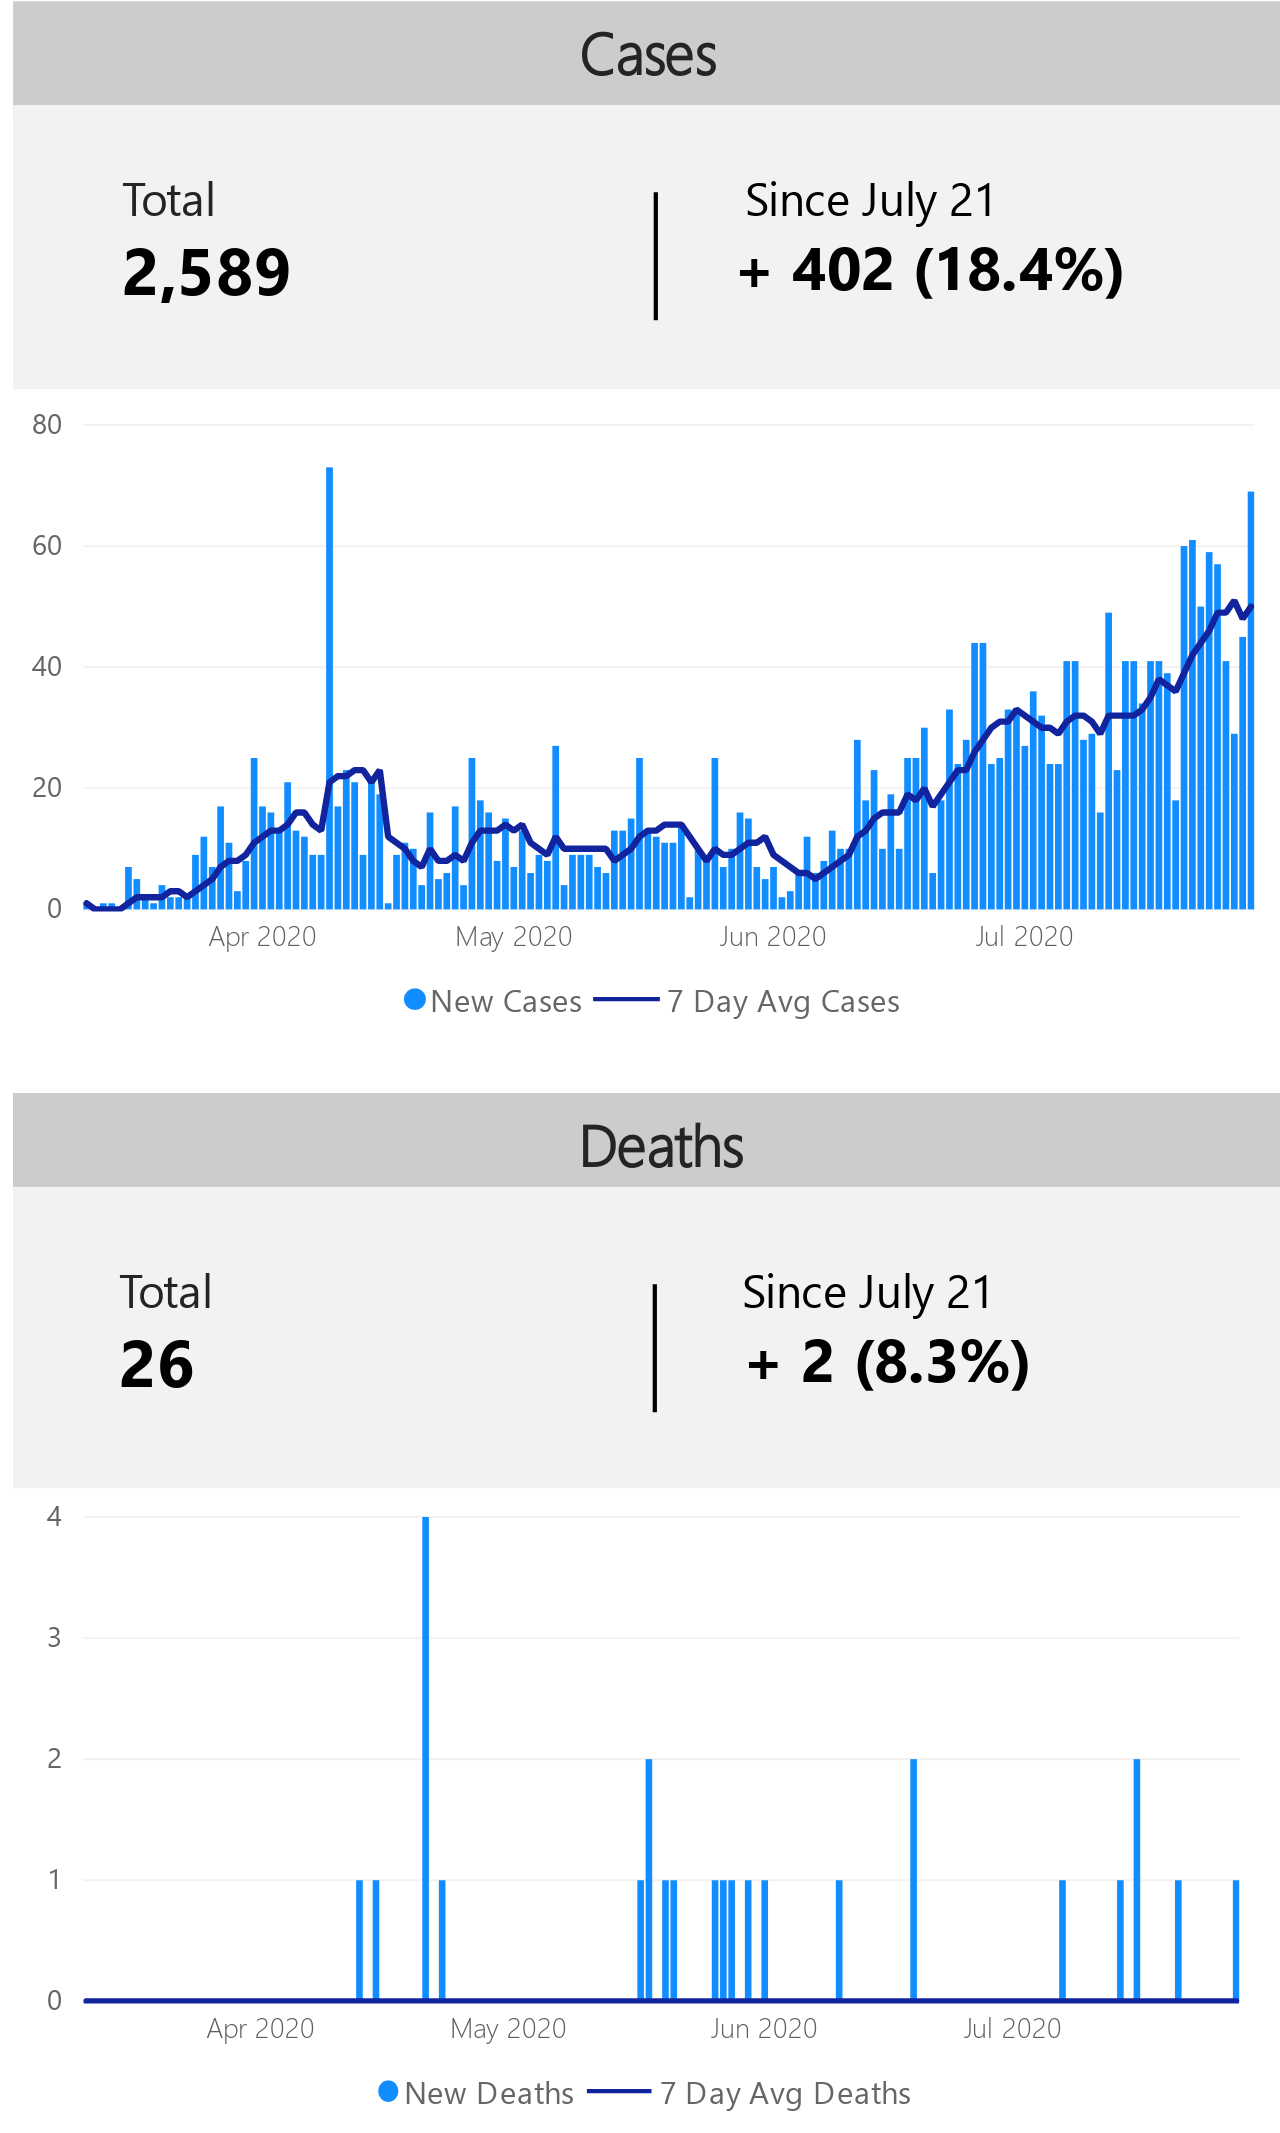 Cases
Total
Since July 21
2,589
+ 402 (18.4%)
80
60
40
20
0
Apr 2020
May 2020
Jun 2020
Jul 2020
New Cases
7 Day Avg Cases
Deaths
Total
Since July 21
26
+ 2 (8.3%)
4
3
2
1
0
Apr 2020
May 2020
Jun 2020
Jul 2020
New Deaths
7 Day Avg Deaths